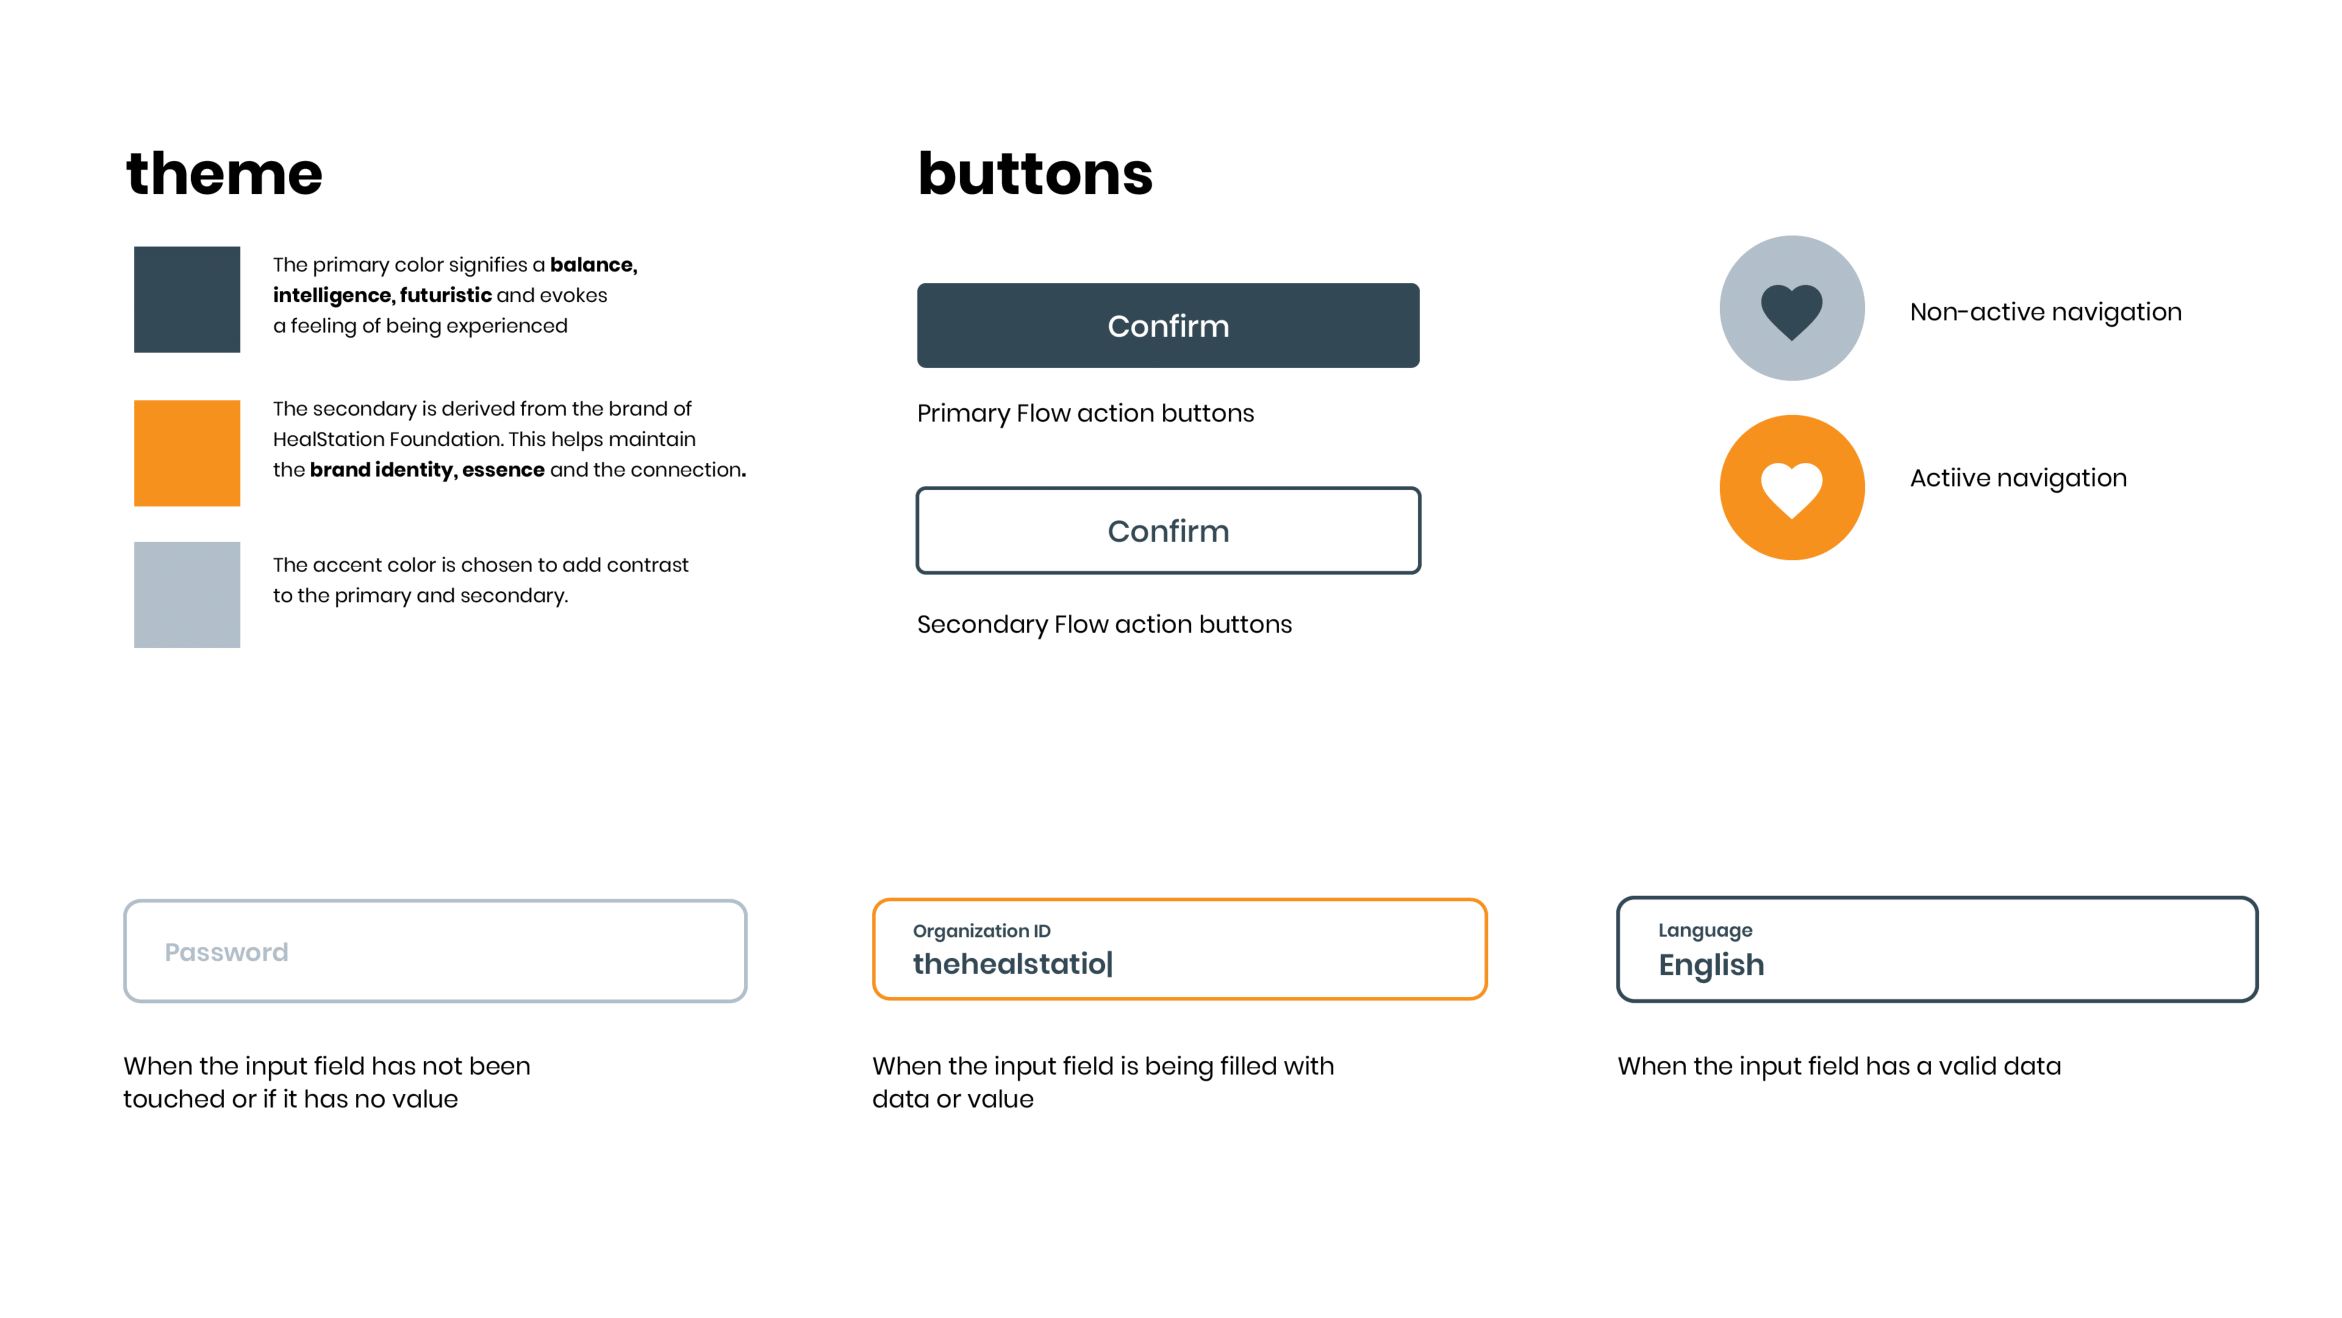 theme
The primary color signifies a balance,
intelligence, futuristic and evokes
a feeling of being experienced
The secondary is derived from the brand of
HealStation Foundation. This helps maintain
the brand identity, essence and the connection.
The accent color is chosen to add contrast
to the primary and secondary.
buttons
Confirm
Primary Flow action buttons
Confirm
Secondary Flow action buttons
Non-active navigation
Actiive navigation
Password
When the input field has not been
touched or if it has no value
Organization ID
thehealstatio|
When the input field is being filled with
data or value
Language
English
When the input field has a valid data